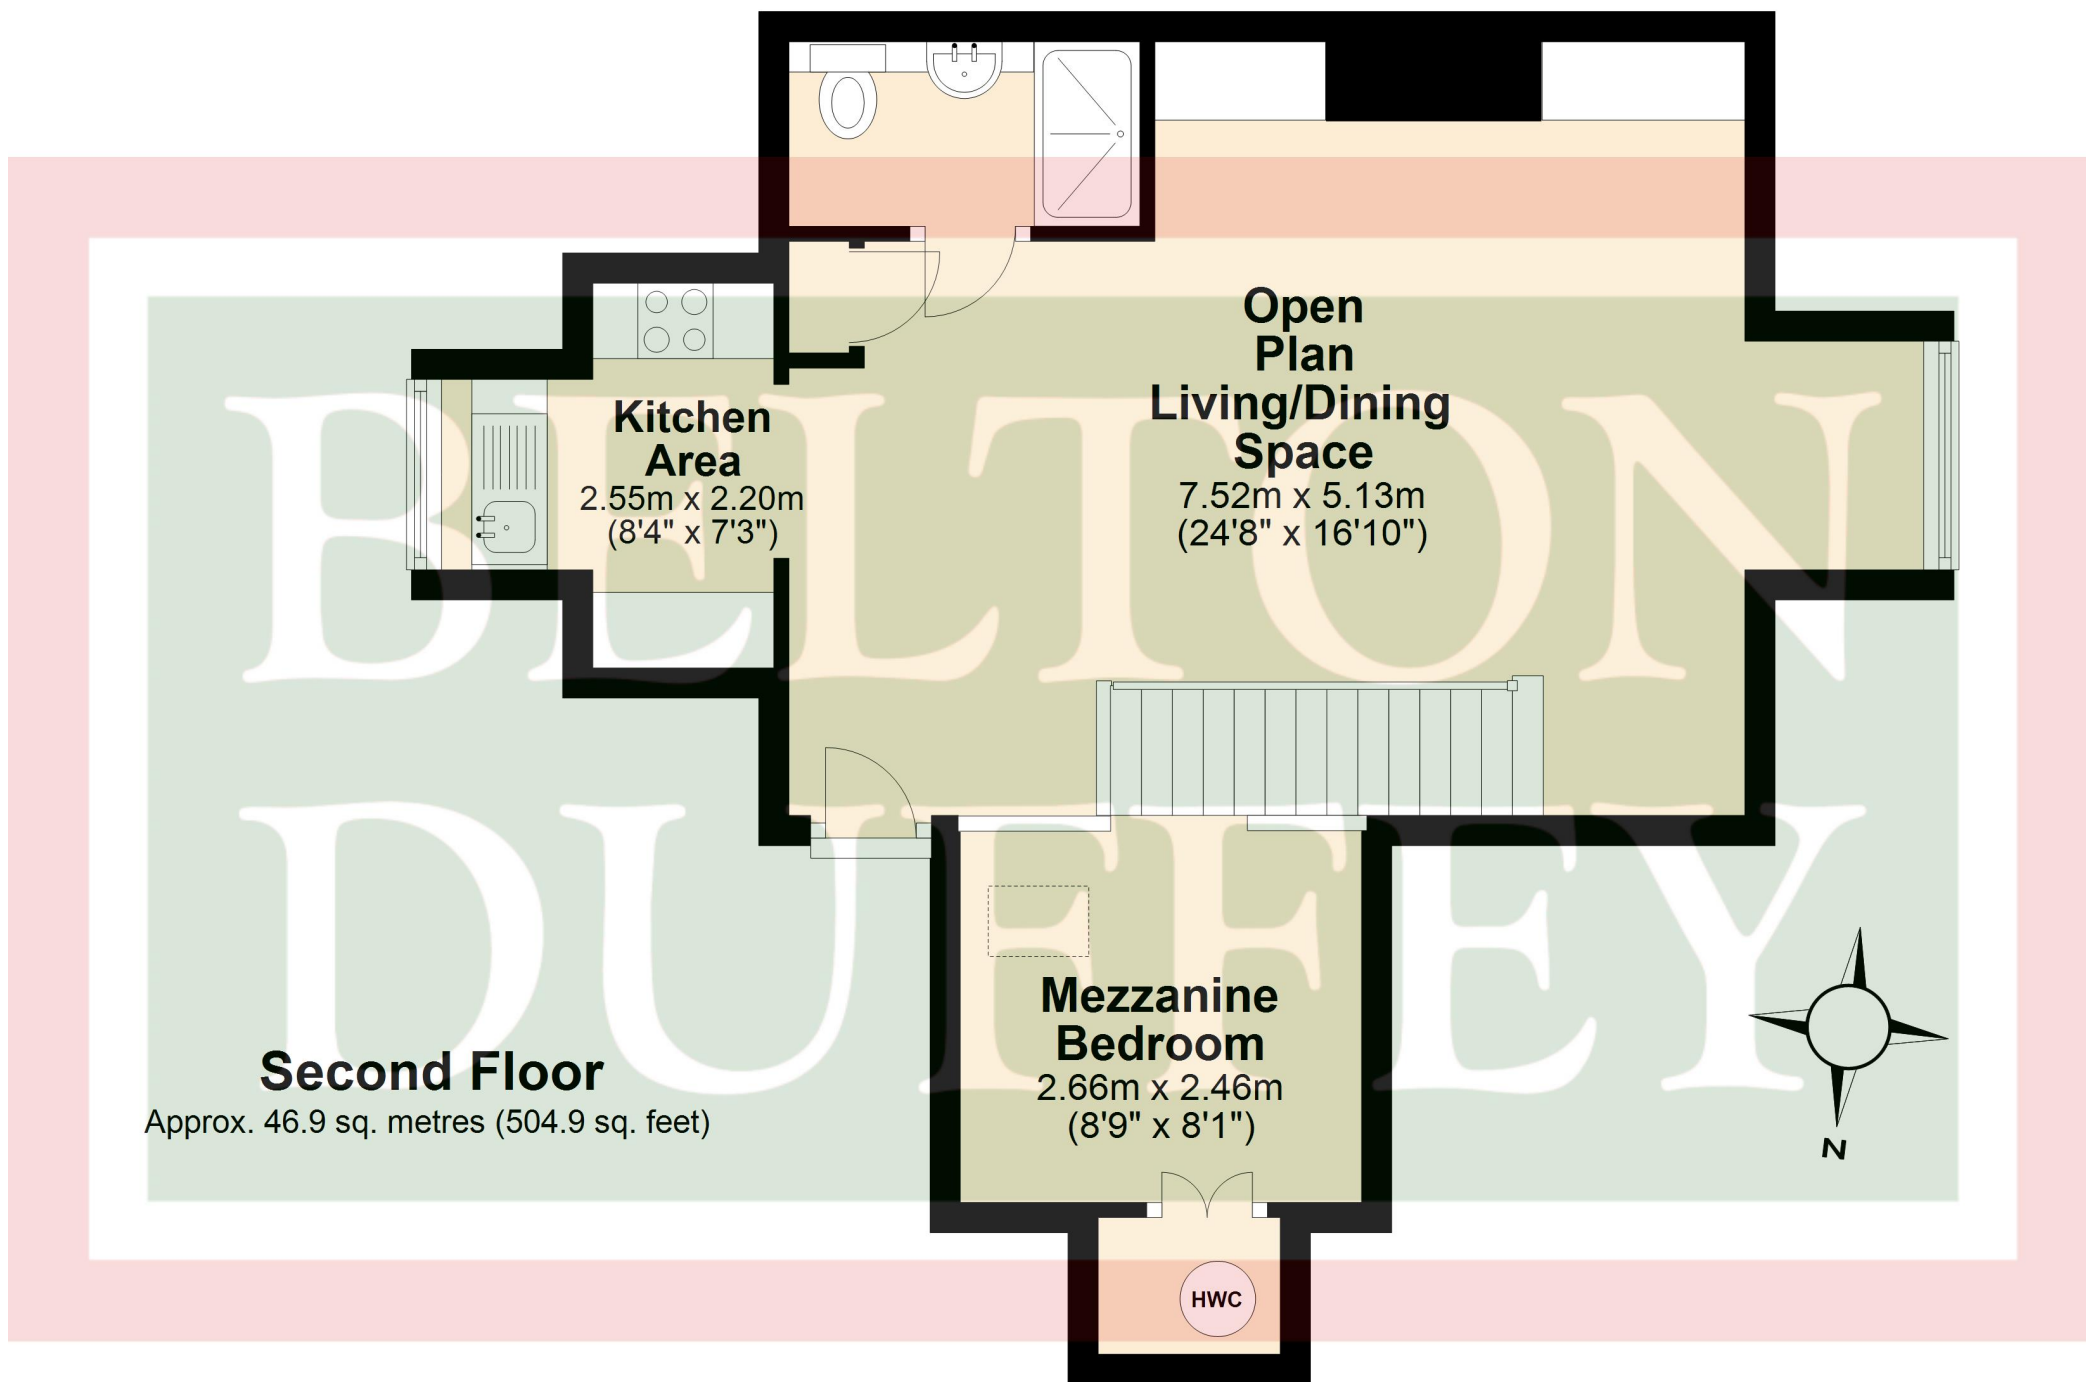 Open
Plan
Living/Dining
Space
7.52m x 5.13m
(24'8" x 16'10")
Kitchen
Area
2.55m x 2.20m
(8'4" x 7'3")
BELTON
DUFFEY
Mezzanine
Bedroom
2.66m x 2.46m
(8'9" x 8'1")
Second Floor
Approx. 46.9 sq. metres (504.9 sq. feet)
N
HWC